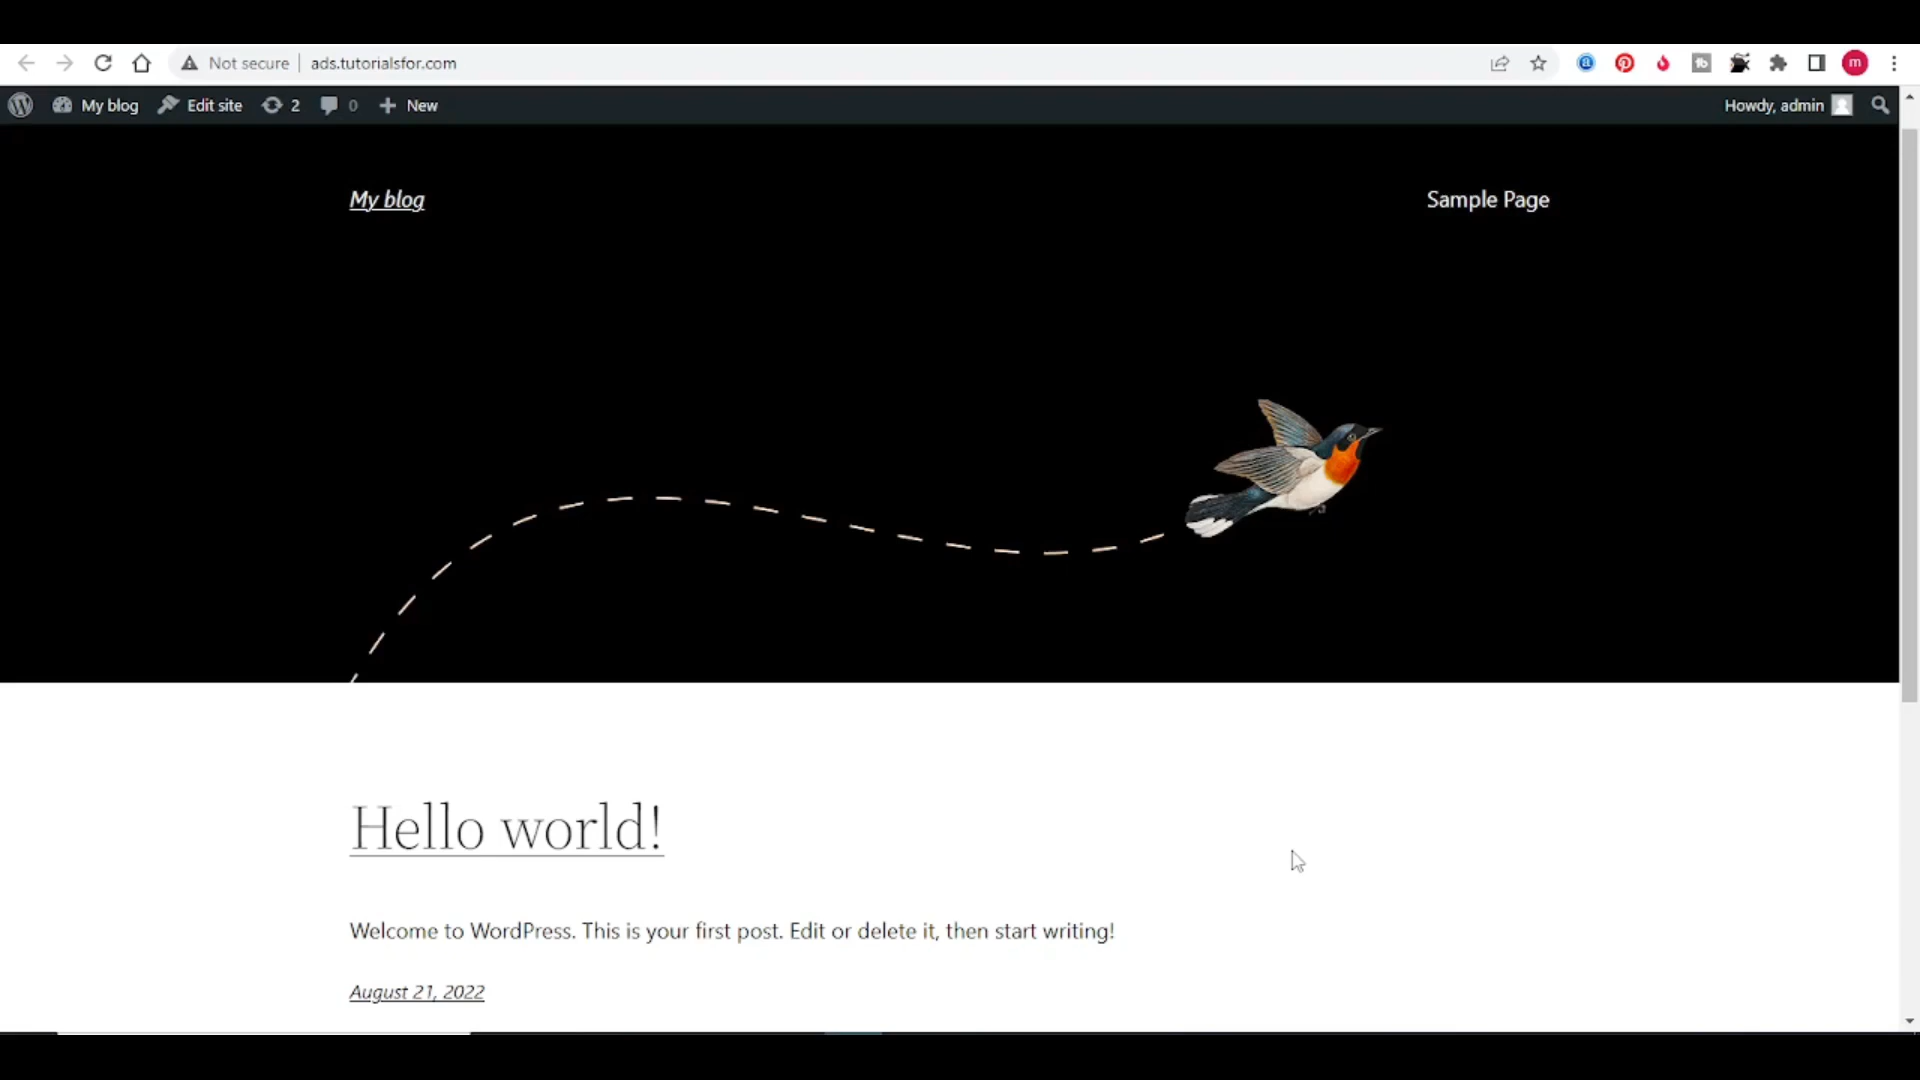 Not secure ads.tutorialsfor.com m
My blog Edit site 2 0 New Howdy, admin
My blog Sample Page
Hello world!
Welcome to WordPress. This is your first post. Edit or delete it, then start writing!
August 21, 2022